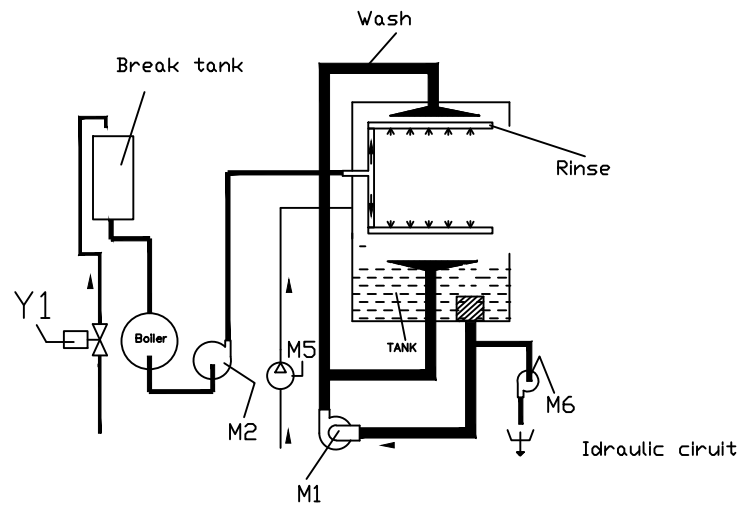 Wash
Break tank
Rinse
Y1
Boiler
M5
TANK
M2
M6
M1
Idraulic ciruit